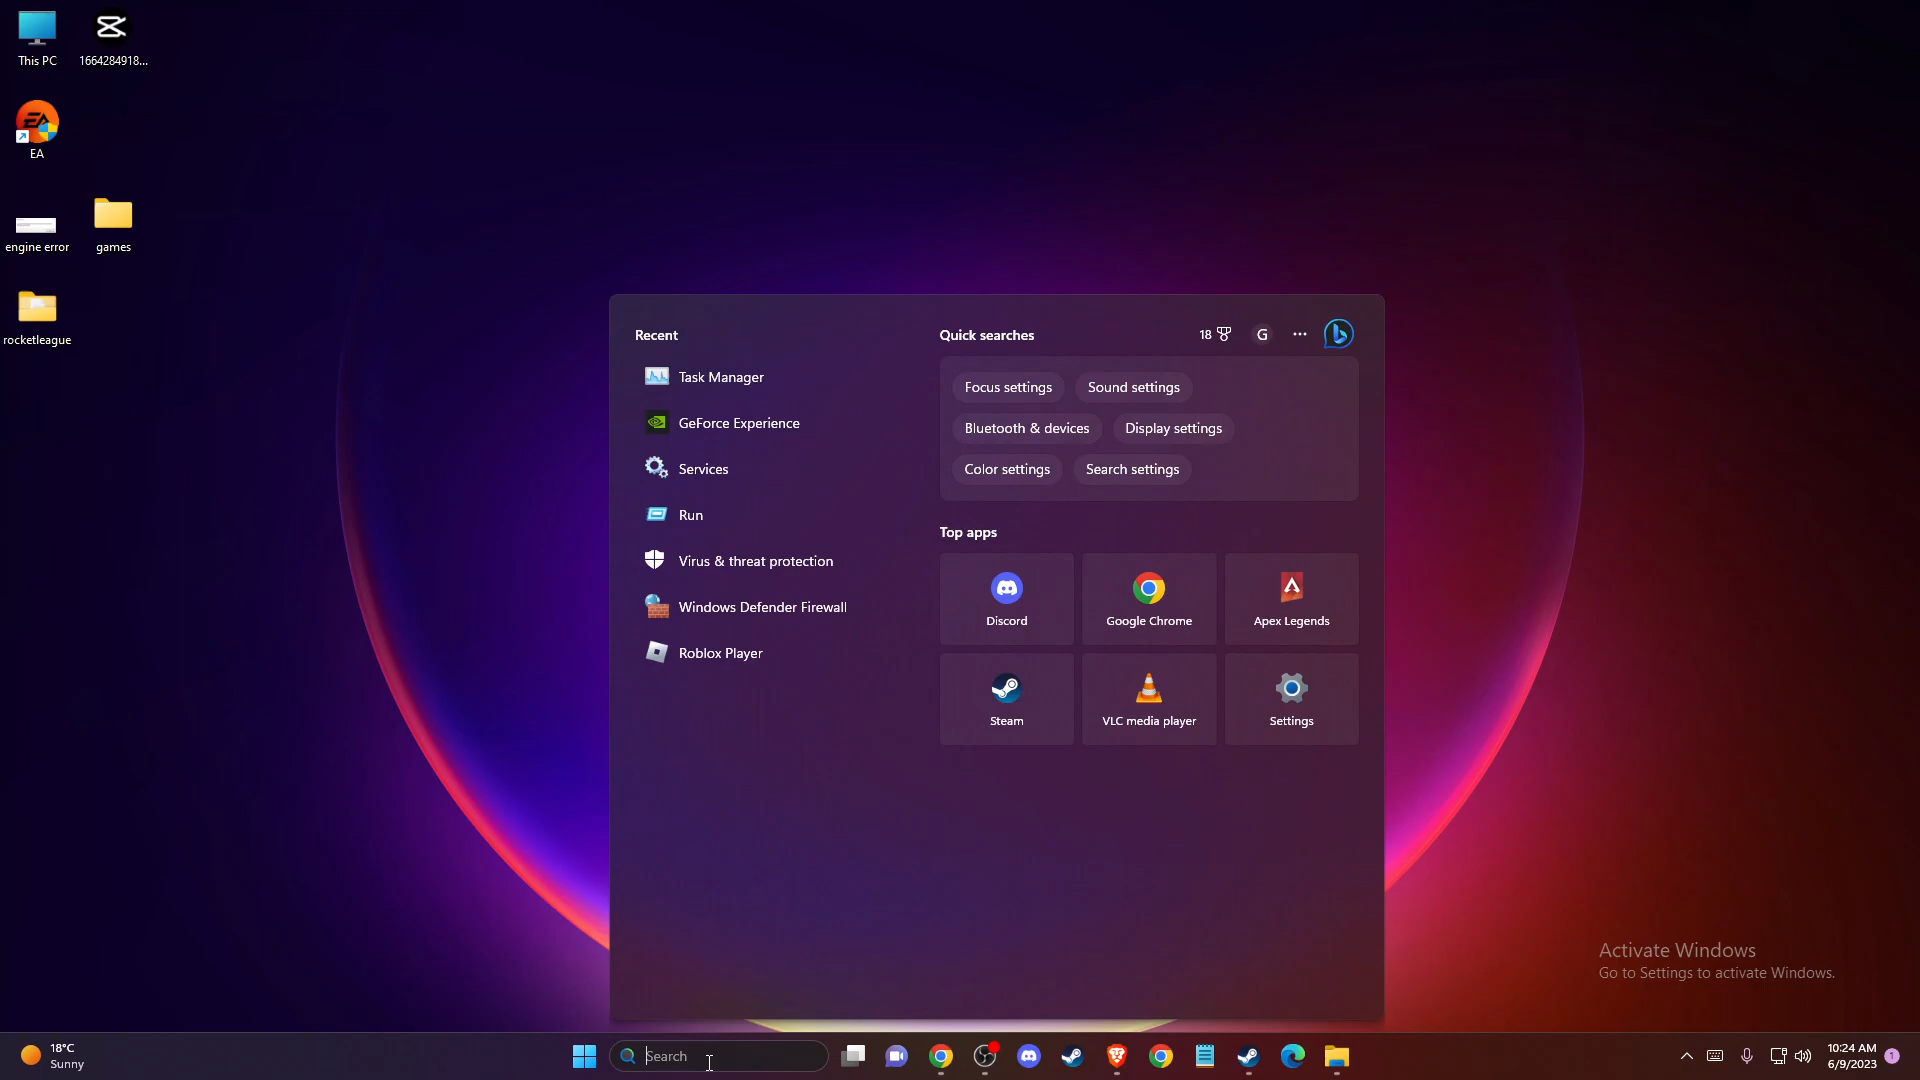 This PC
1664284918...
EA
engine error
games
rocketleague
Recent
Task Manager
GeForce Experience
Services
Run
Virus & threat protection
Windows Defender Firewall
Roblox Player
Quick searches
18
G
Focus settings
Sound settings
Bluetooth & devices
Display settings
Color settings
Search settings
Top apps
Discord
Google Chrome
Apex Legends
Steam
VLC media player
Settings
Activate Windows
Go to Settings to activate Windows.
18°C
Sunny
Search
10:24 AM
6/9/2023
1